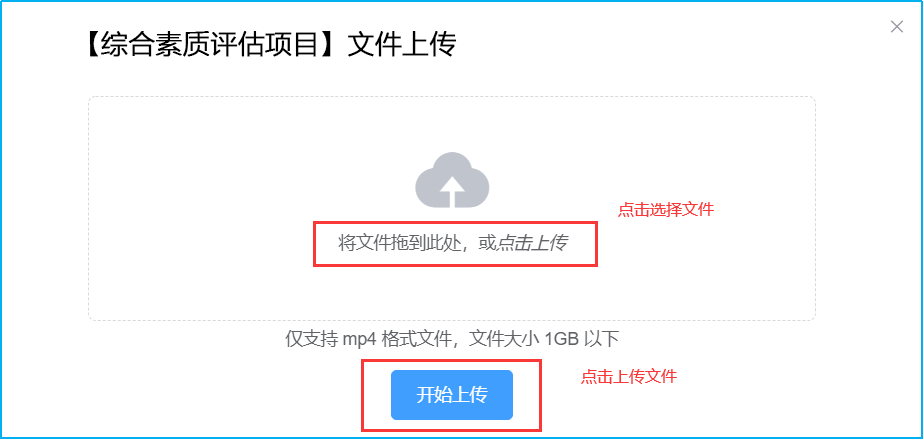 【综合素质评估项目】文件上传
点击选择文件
将文件拖到此处，或点击上传
仅支持 mp4 格式文件，文件大小 1GB 以下
点击上传文件
开始上传